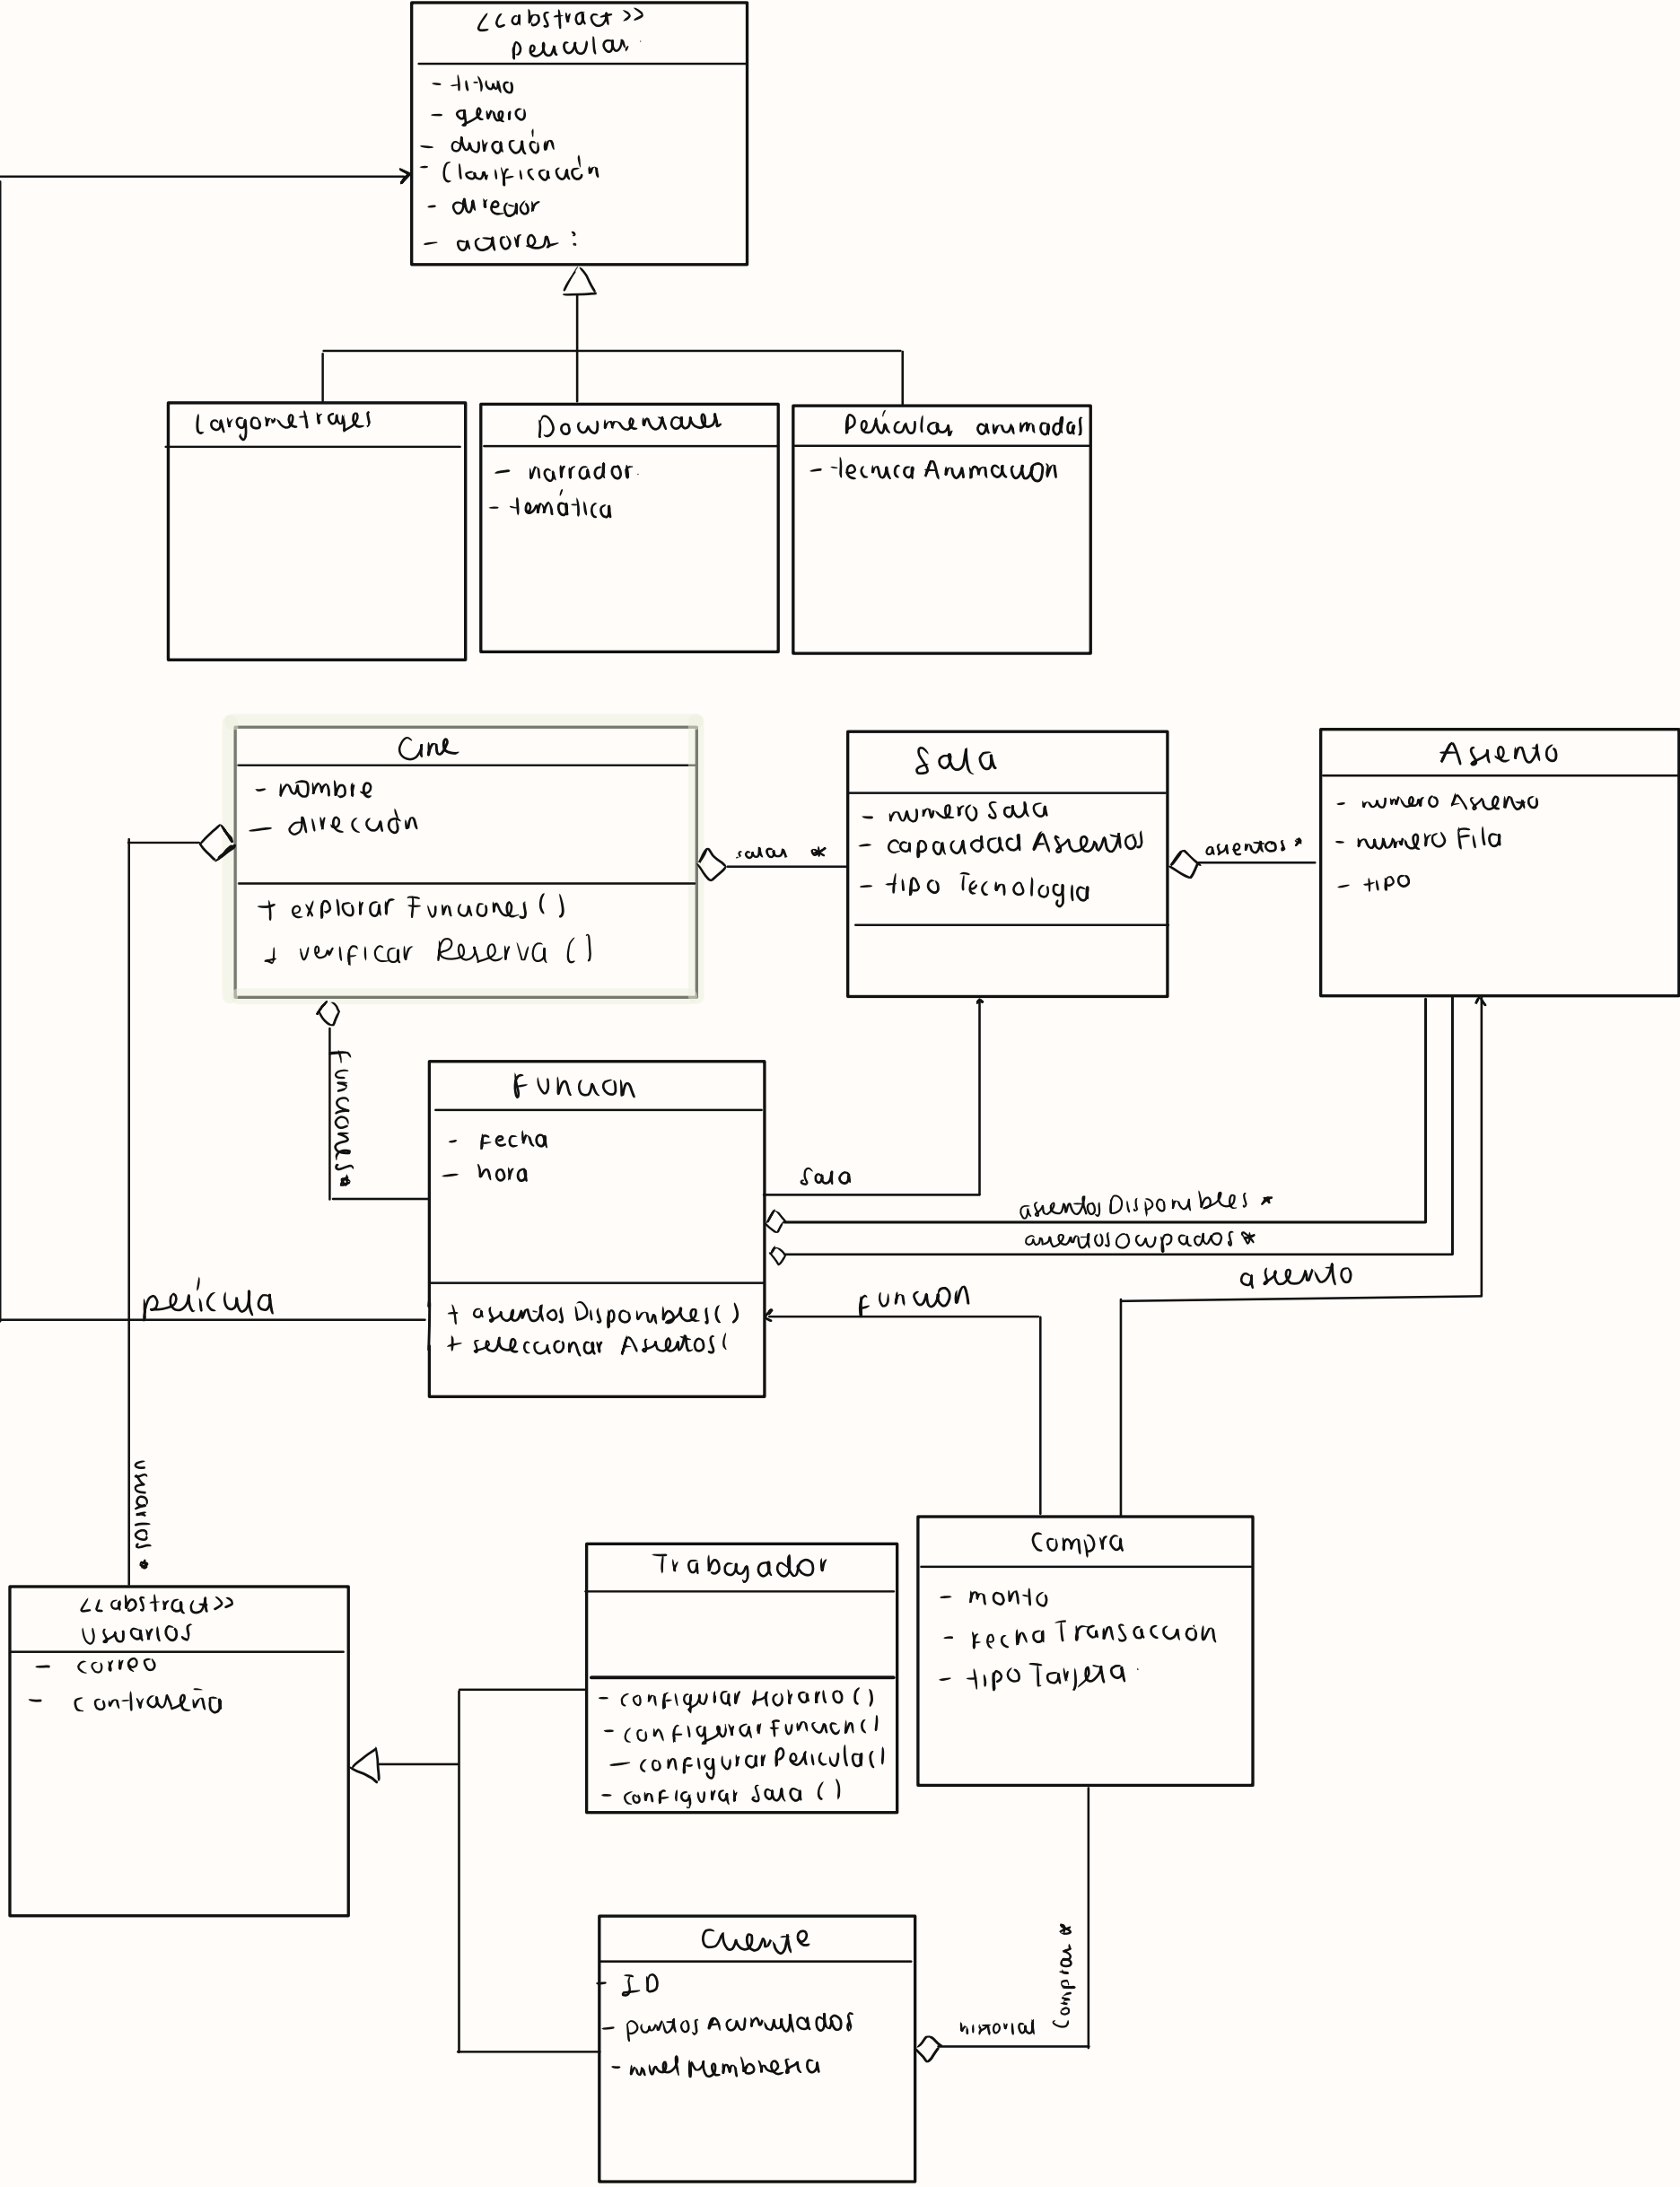 <<abstract>>
Peliculas
- titulo
- genero
- duración
- Clasificación
- director
- actores:
Largometrajes
Documentales
- narrador
- temática
Películas animadas
- tecnica Animacion
Cine
- nombre
- dirección
+ explorar Funciones ()
+ verificar Reserva ()
salas *
Sala
- numero Sala
- capacidad Asientos
- tipo Tecnologia
asientos *
Asiento
- numero Asiento
- numero Fila
- tipo
Funciones *
Funcion
- Fecha
- hora
+ asientos Disponibles()
+ seleccionar Asientos(
Sala
asientos Disponibles *
asientos Ocupados *
asiento
Funcion
película
usuarios *
<<abstract>>
Usuarios
- correo
- contraseña
Trabajador
- configurar Horario ()
- configurar Funcion()
- configurar Pelicula()
- configurar Sala ()
Compra
- monto
- Fecha Transaccion
- tipo Tarjeta
Cliente
- ID
- puntos Acumulados
- nivel Membresia
historial
Compras *